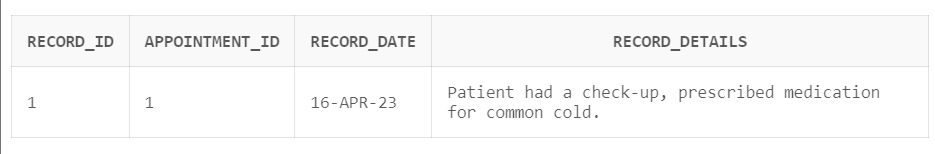 RECORD_ID APPOINTMENT_ID RECORD_DATE RECORD_DETAILS
1 1 16-APR-23 Patient had a check-up, prescribed medication
for common cold.